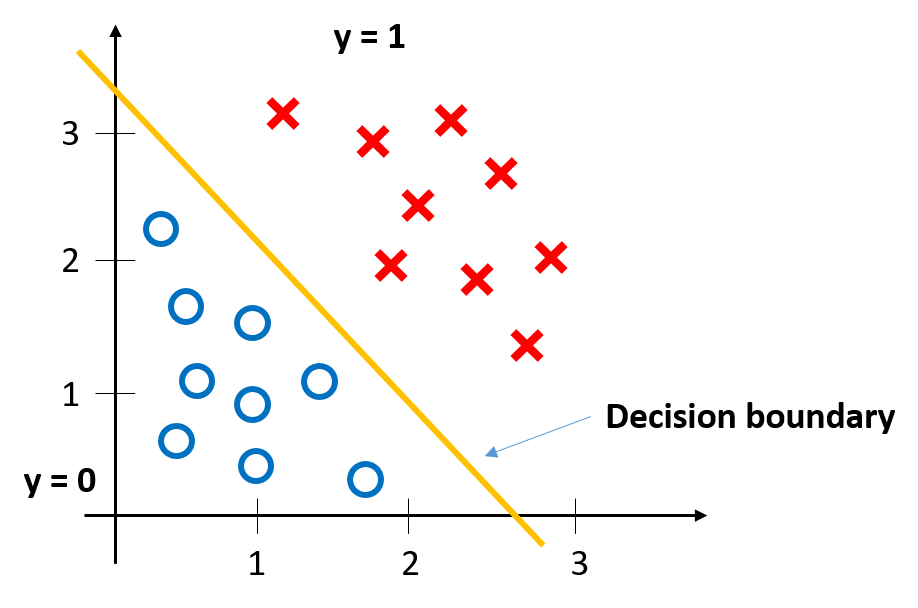 y = 1
3
2
1
Decision boundary
y = 0
1
2
3